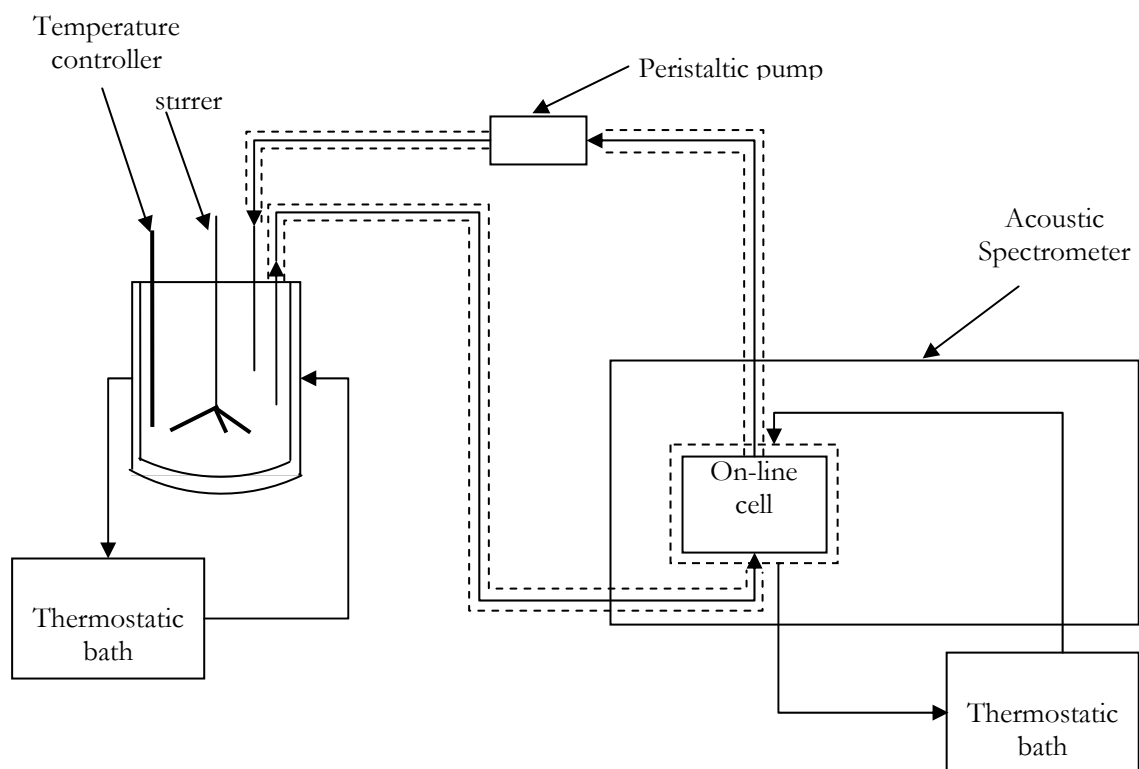 Temperature
controller
stirrer
Peristaltic pump
Acoustic
Spectrometer
On-line
cell
Thermostatic
bath
Thermostatic
bath